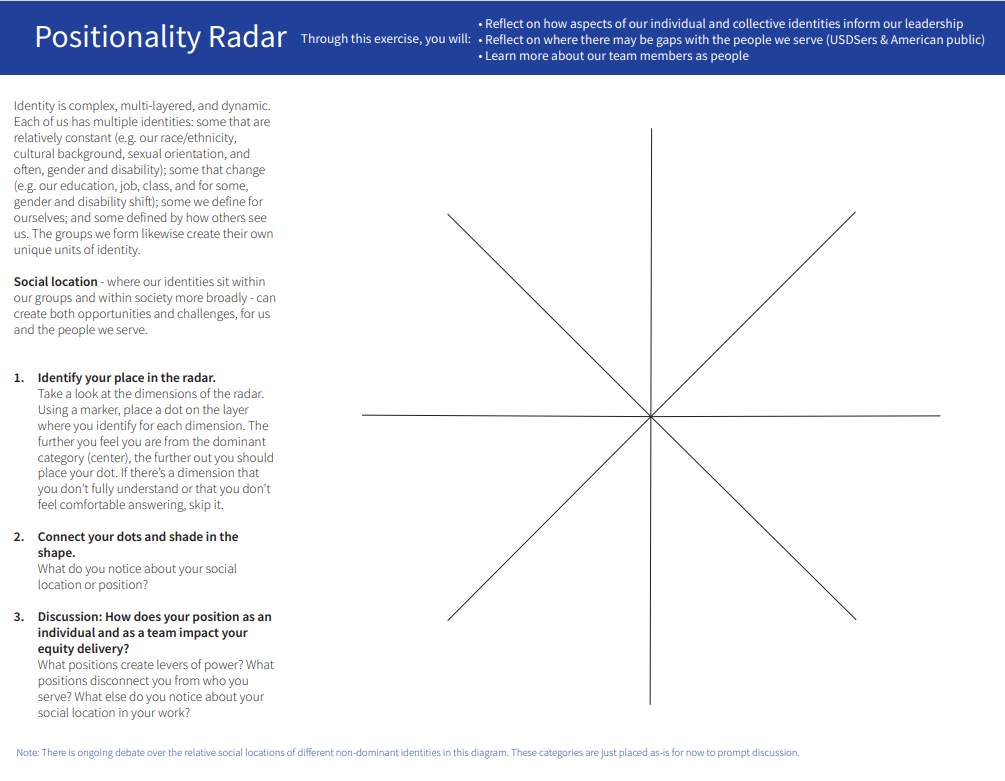 Positionality Radar
Through this exercise, you will:
• Reflect on how aspects of our individual and collective identities inform our leadership
• Reflect on where there may be gaps with the people we serve (USDSers & American public)
• Learn more about our team members as people
Identity is complex, multi-layered, and dynamic.
Each of us has multiple identities: some that are
relatively constant (e.g. our race/ethnicity,
cultural background, sexual orientation, and
often, gender and disability); some that change
(e.g. our education, job, class, and for some,
gender and disability shift); some we define for
ourselves; and some defined by how others see
us. The groups we form likewise create their own
unique units of identity.
Social location - where our identities sit within
our groups and within society more broadly - can
create both opportunities and challenges, for us
and the people we serve.
1. Identify your place in the radar.
Take a look at the dimensions of the radar.
Using a marker, place a dot on the layer
where you identify for each dimension. The
further you feel you are from the dominant
category (center), the further out you should
place your dot. If there's a dimension that
you don't fully understand or that you don't
feel comfortable answering, skip it.
2. Connect your dots and shade in the
shape.
What do you notice about your social
location or position?
3. Discussion: How does your position as an
individual and as a team impact your
equity delivery?
What positions create levers of power? What
positions disconnect you from who you
serve? What else do you notice about your
social location in your work?
Note: There is ongoing debate over the relative social locations of different non-dominant identities in this diagram. These categories are just placed as-is for now to prompt discussion.